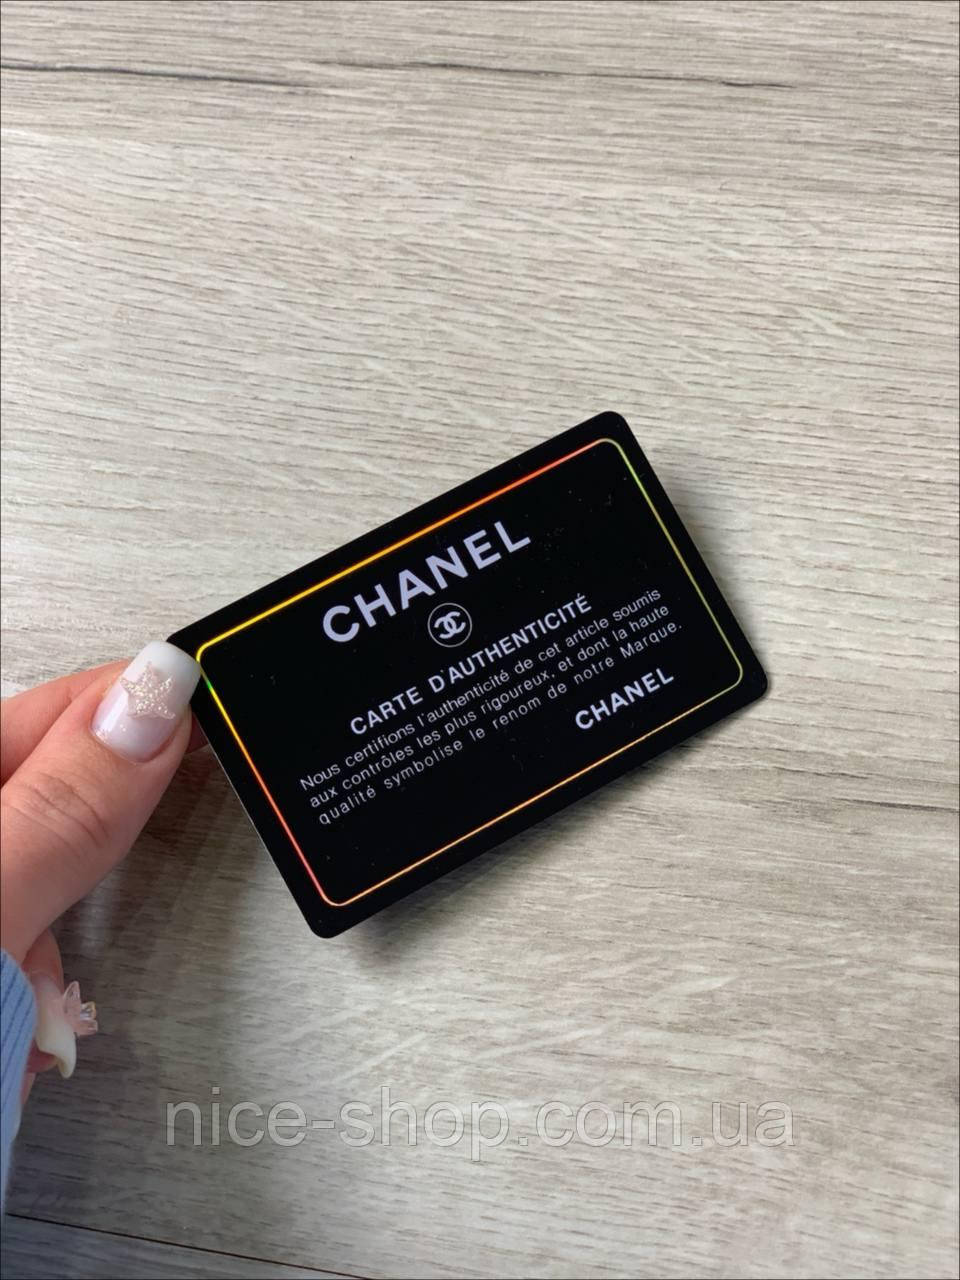 CHANEL
CARTE D'AUTHENTICITÉ
Nous certifions l'authenticité de cet article soumis
aux contrôles les plus rigoureux, et dont la haute
qualité symbolise le renom de notre Marque.
CHANEL
nice-shop.com.ua